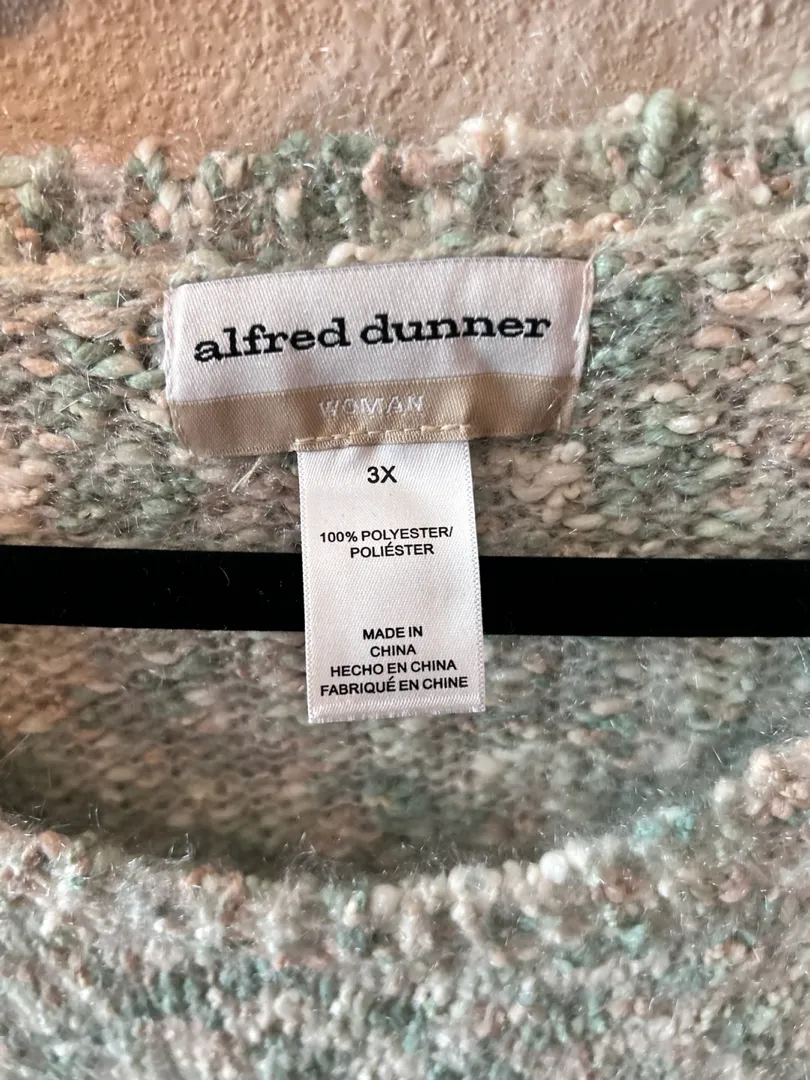 alfred dunner
WOMAN
3X
100% POLYESTER/
POLIÉSTER
MADE IN
CHINA
HECHO EN CHINA
FABRIQUÉ EN CHINE